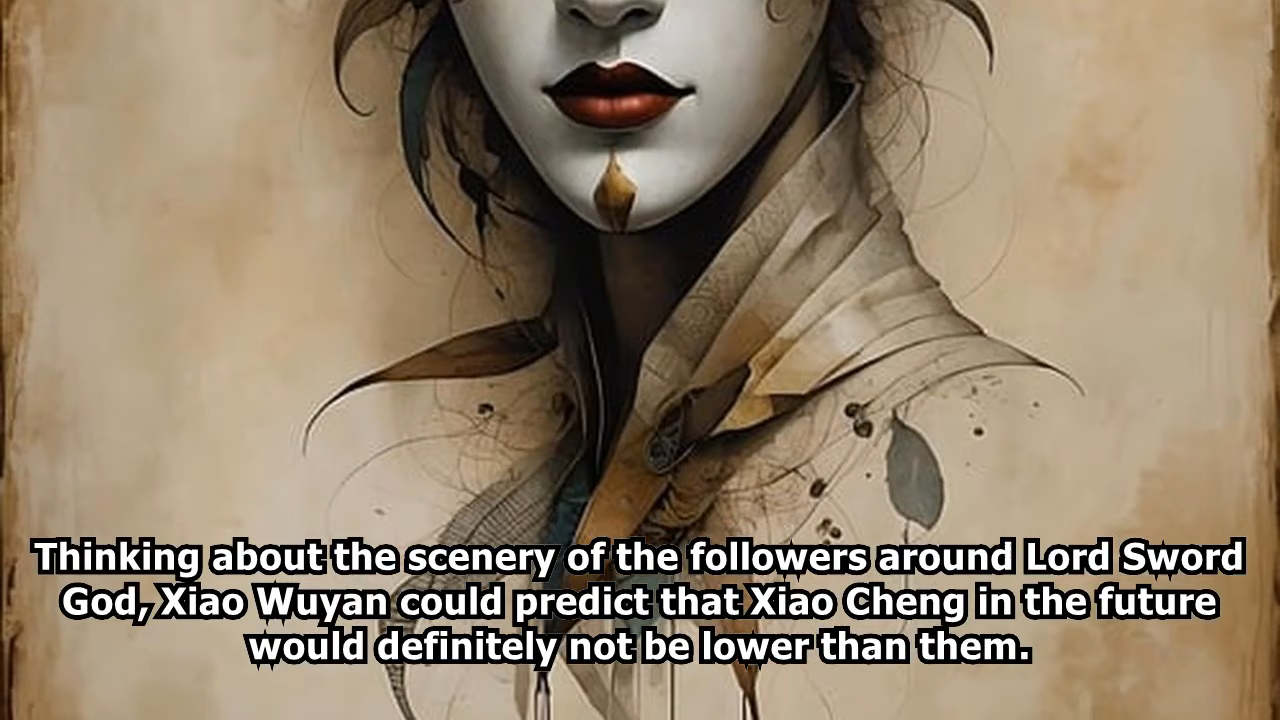 Thinking about the scenery of the followers around Lord Sword
God, Xiao Wuyan could predict that Xiao Cheng in the future
would definitely not be lower than them.